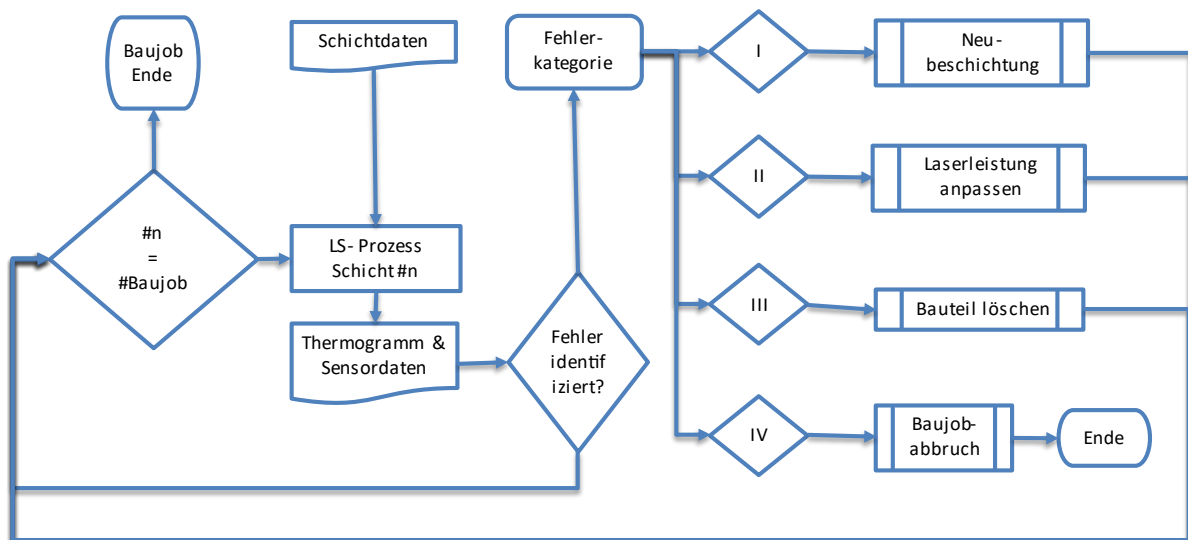 Baujob
Ende
Schichtdaten
Fehler-
kategorie
I
Neu-
beschichtung
II
Laserleistung
anpassen
#n
=
#Baujob
LS- Prozess
Schicht #n
III
Bauteil löschen
Thermogramm &
Sensordaten
Fehler
identif
iziert?
IV
Baujob-
abbruch
Ende